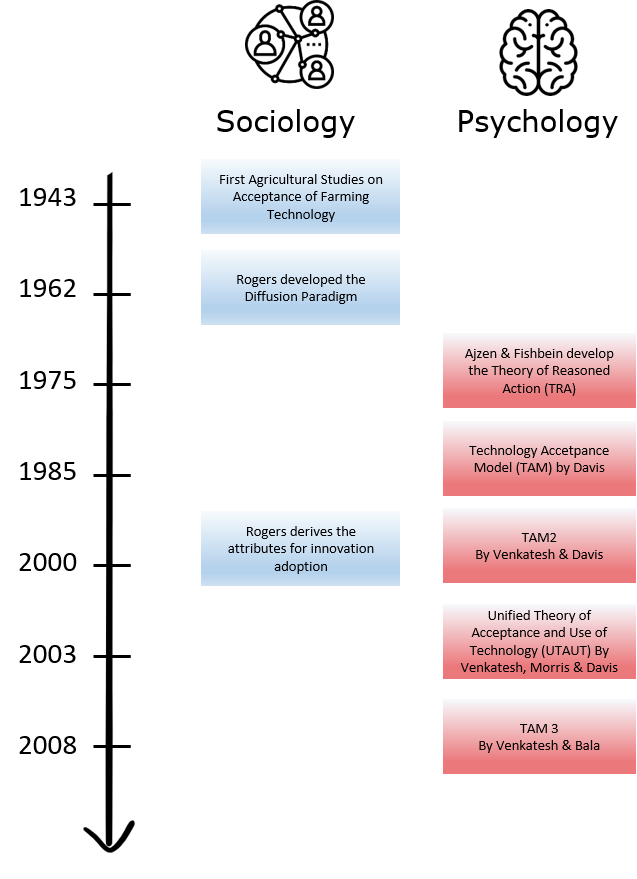 Sociology
Psychology
1943
First Agricultural Studies on
Acceptance of Farming
Technology
1962
Rogers developed the
Diffusion Paradigm
1975
Ajzen & Fishbein develop
the Theory of Reasoned
Action (TRA)
1985
Technology Accetpance
Model (TAM) by Davis
2000
Rogers derives the
attributes for innovation
adoption
TAM2
By Venkatesh & Davis
2003
Unified Theory of
Acceptance and Use of
Technology (UTAUT) By
Venkatesh, Morris & Davis
2008
TAM 3
By Venkatesh & Bala